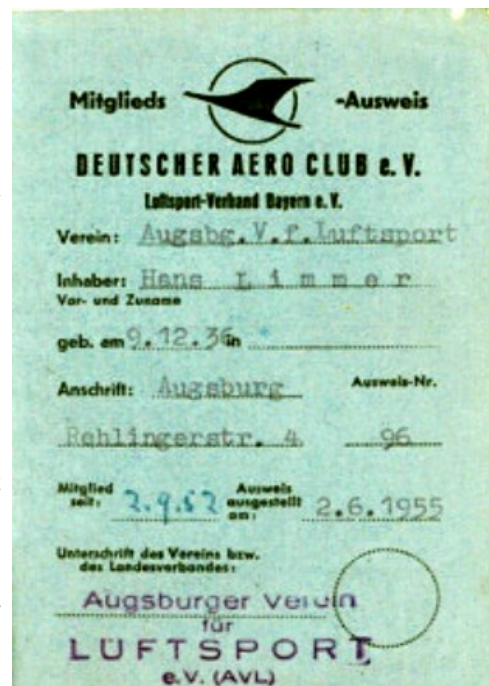 Mitglieds -Ausweis
DEUTSCHER AERO CLUB e. V.
Luftsport-Verband Bayern e. V.
Verein: Augsbg.V.f.Luftsport
Inhaber: Hans Limmer
Vor- und Zuname
geb. am 9.12.36 in
Anschrift: Augsburg Ausweis-Nr.
Rehlingerstr. 4 96
Mitglied seit: 2.9.52 Ausweis ausgestellt am: 2.6.1955
Unterschrift des Vereins bzw.
des Landesverbandes:
Augsburger Verein
für
LUFTSPORT
e.V. (AVL)